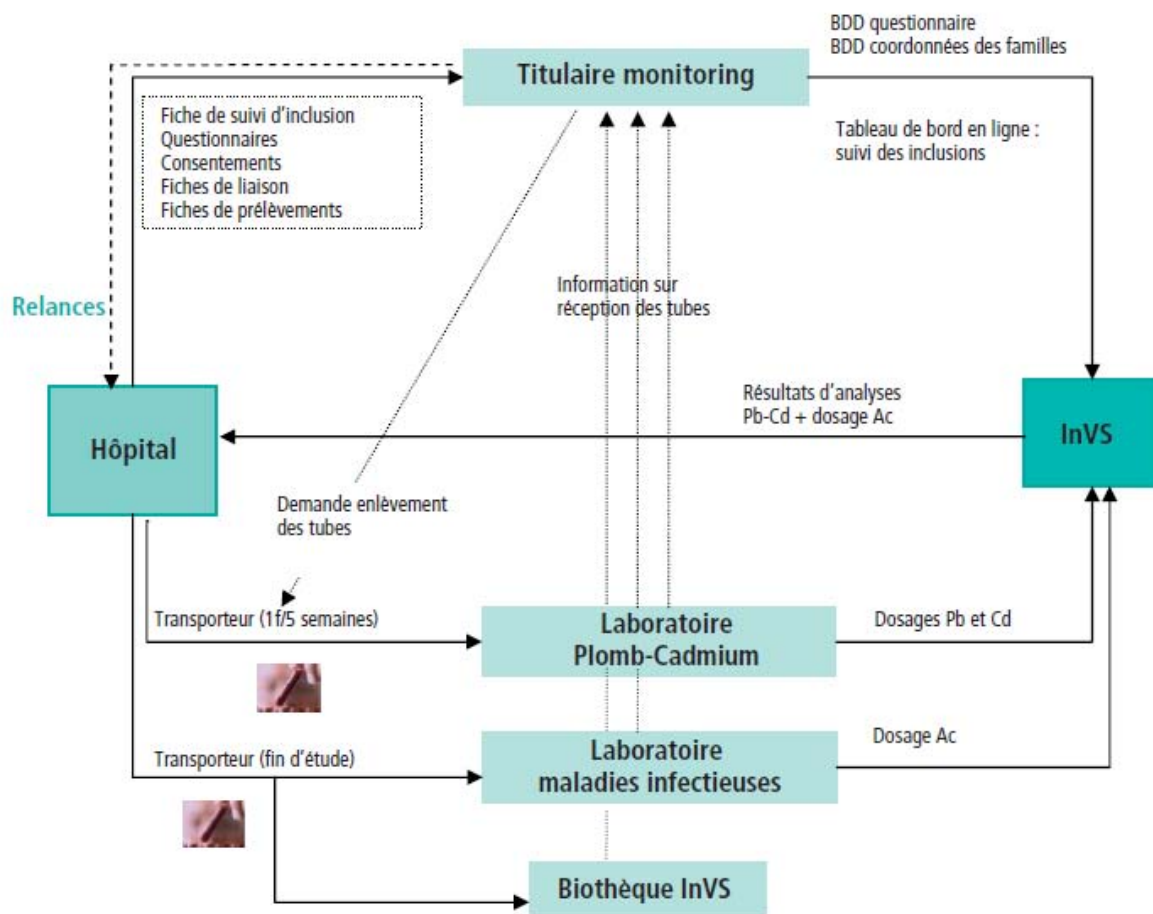 BDD questionnaire
BDD coordonnées des familles
Titulaire monitoring
Fiche de suivi d’inclusion
Questionnaires
Consentements
Fiches de liaison
Fiches de prélèvements
Tableau de bord en ligne :
suivi des inclusions
Relances
Information sur
réception des tubes
Hôpital
Résultats d’analyses
Pb-Cd + dosage Ac
InVS
Demande enlèvement
des tubes
Transporteur (1f/5 semaines)
Laboratoire
Plomb-Cadmium
Dosages Pb et Cd
Transporteur (fin d’étude)
Laboratoire
maladies infectieuses
Dosage Ac
Biothèque InVS